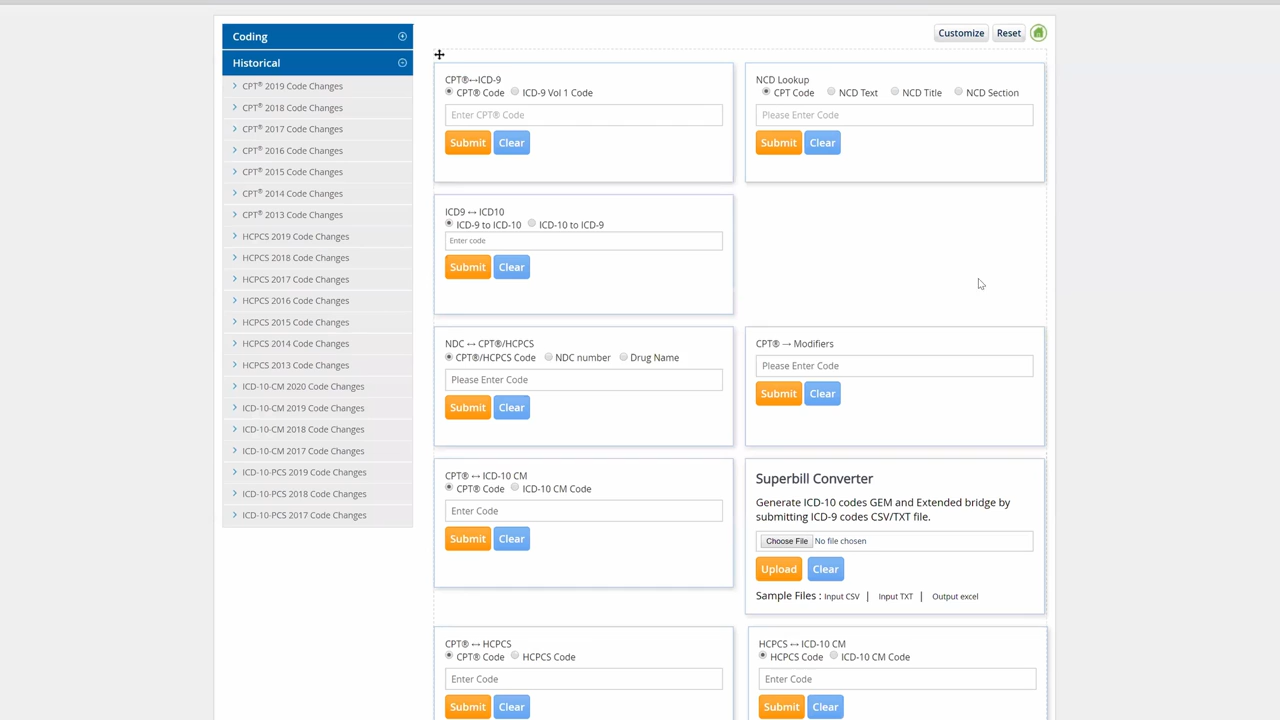 Coding
Historical
CPT® 2019 Code Changes
CPT® 2018 Code Changes
CPT® 2017 Code Changes
CPT® 2016 Code Changes
CPT® 2015 Code Changes
CPT® 2014 Code Changes
CPT® 2013 Code Changes
HCPCS 2019 Code Changes
HCPCS 2018 Code Changes
HCPCS 2017 Code Changes
HCPCS 2016 Code Changes
HCPCS 2015 Code Changes
HCPCS 2014 Code Changes
HCPCS 2013 Code Changes
ICD-10-CM 2020 Code Changes
ICD-10-CM 2019 Code Changes
ICD-10-CM 2018 Code Changes
ICD-10-CM 2017 Code Changes
ICD-10-PCS 2019 Code Changes
ICD-10-PCS 2018 Code Changes
ICD-10-PCS 2017 Code Changes
Customize Reset
CPT®↔ICD-9
CPT® Code ICD-9 Vol 1 Code
Enter CPT® Code
Submit Clear
NCD Lookup
CPT Code NCD Text NCD Title NCD Section
Please Enter Code
Submit Clear
ICD9 ↔ ICD10
ICD-9 to ICD-10 ICD-10 to ICD-9
Enter code
Submit Clear
NDC ↔ CPT®/HCPCS
CPT®/HCPCS Code NDC number Drug Name
Please Enter Code
Submit Clear
CPT® → Modifiers
Please Enter Code
Submit Clear
CPT® ↔ ICD-10 CM
CPT® Code ICD-10 CM Code
Enter Code
Submit Clear
Superbill Converter
Generate ICD-10 codes GEM and Extended bridge by
submitting ICD-9 codes CSV/TXT file.
Choose File No file chosen
Upload Clear
Sample Files : Input CSV | Input TXT | Output excel
CPT® ↔ HCPCS
CPT® Code HCPCS Code
Enter Code
Submit Clear
HCPCS ↔ ICD-10 CM
HCPCS Code ICD-10 CM Code
Enter Code
Submit Clear